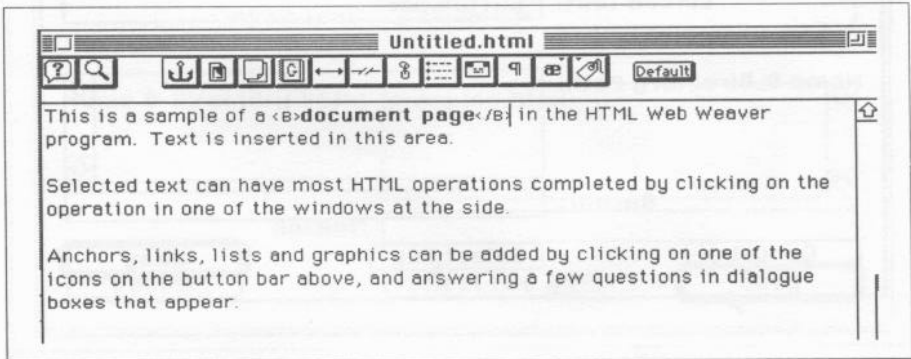 Untitled.html
Default
This is a sample of a <B>document page</B> in the HTML Web Weaver
program. Text is inserted in this area.
Selected text can have most HTML operations completed by clicking on the
operation in one of the windows at the side.
Anchors, links, lists and graphics can be added by clicking on one of the
icons on the button bar above, and answering a few questions in dialogue
boxes that appear.